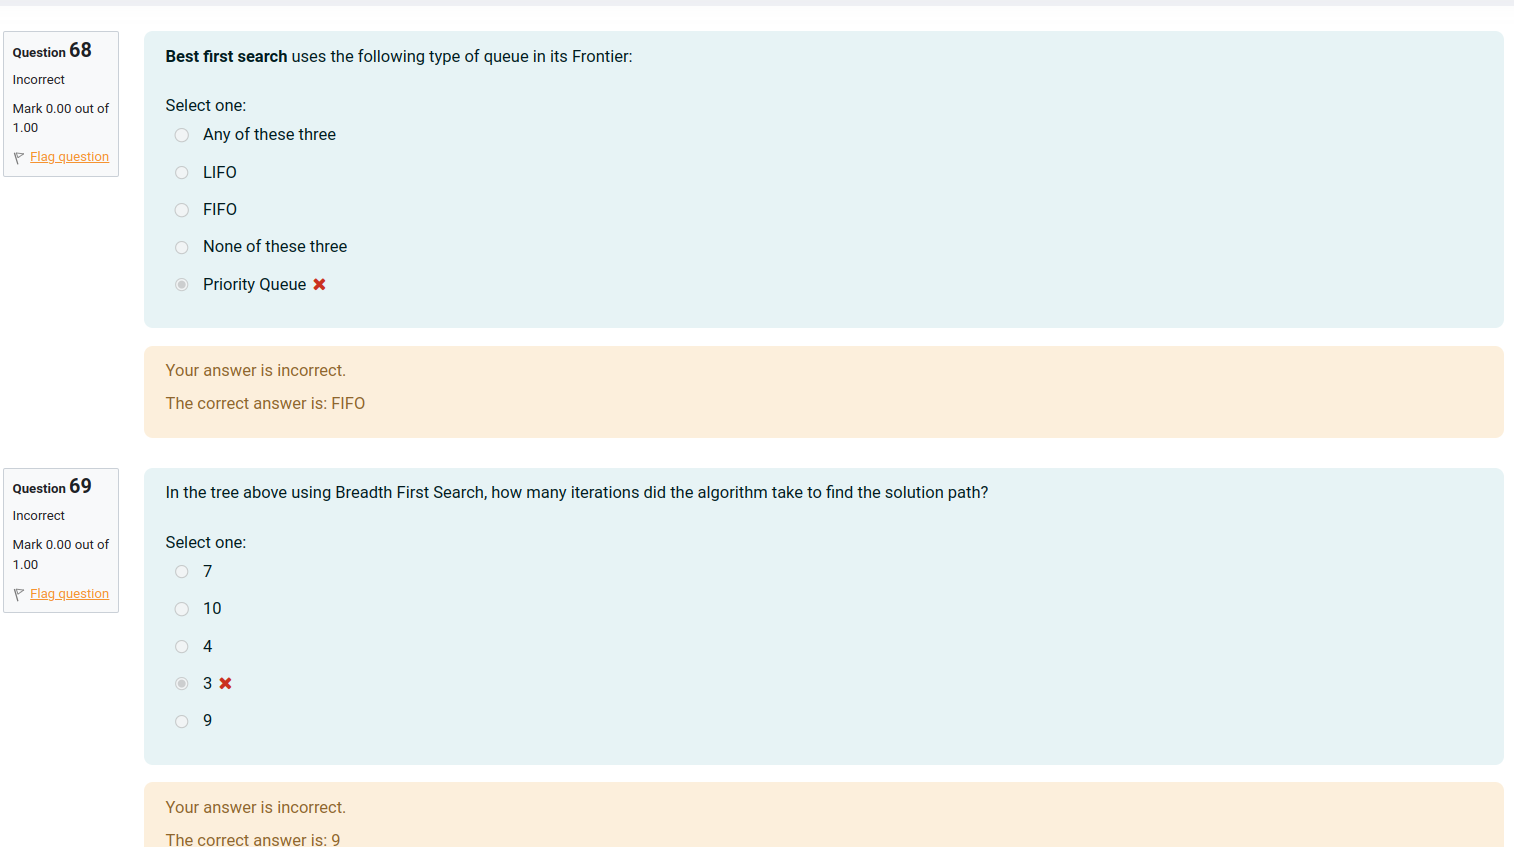 Question 68
Incorrect
Mark 0.00 out of
1.00
Flag question
Best first search uses the following type of queue in its Frontier:
Select one:
Any of these three
LIFO
FIFO
None of these three
Priority Queue
Your answer is incorrect.
The correct answer is: FIFO
Question 69
Incorrect
Mark 0.00 out of
1.00
Flag question
In the tree above using Breadth First Search, how many iterations did the algorithm take to find the solution path?
Select one:
7
10
4
3
9
Your answer is incorrect.
The correct answer is: 9